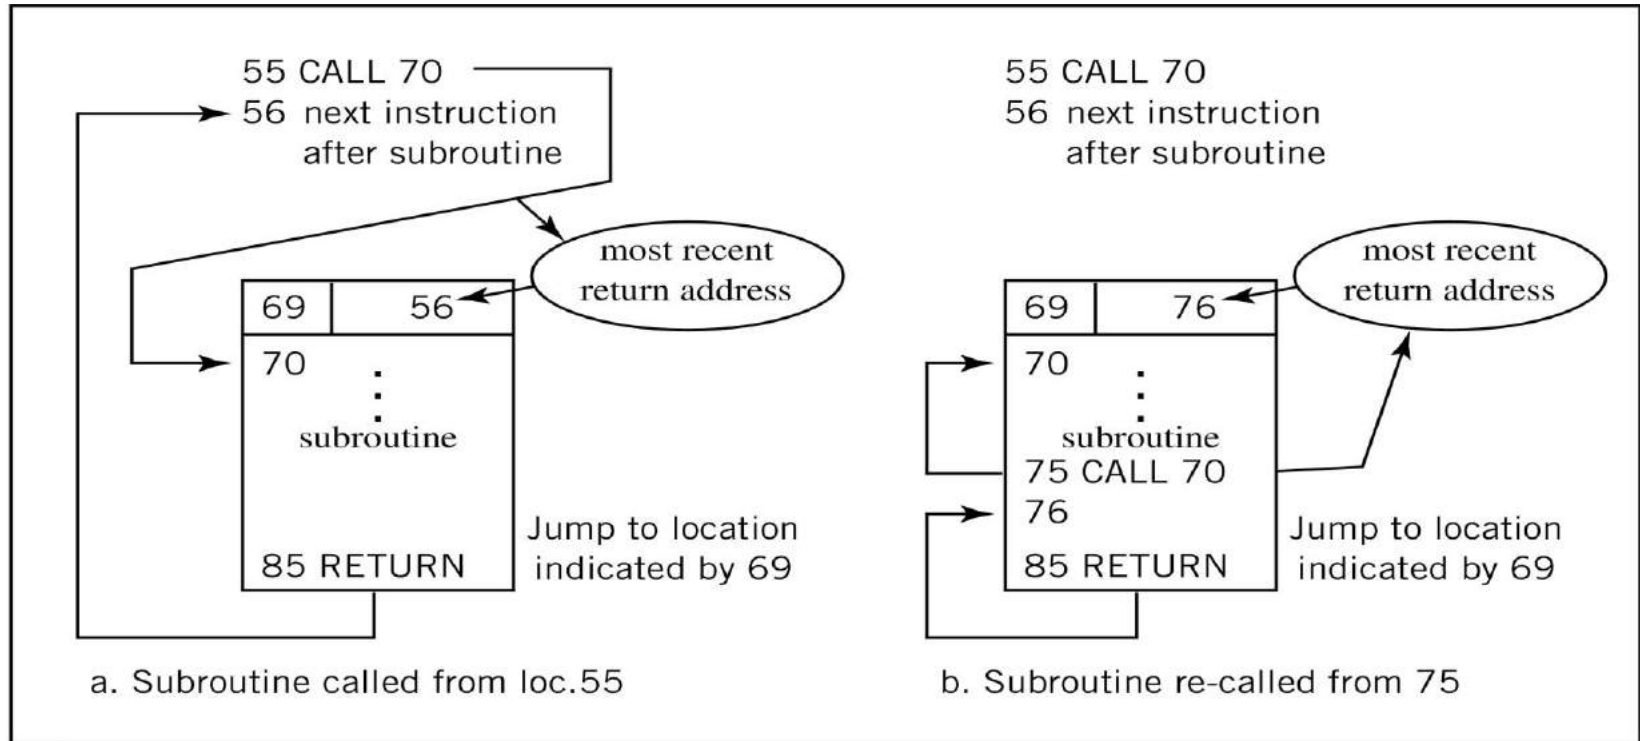 55 CALL 70
56 next instruction
after subroutine
most recent
return address
69 56
70
subroutine
85 RETURN
Jump to location
indicated by 69
a. Subroutine called from loc.55
55 CALL 70
56 next instruction
after subroutine
most recent
return address
69 76
70
subroutine
75 CALL 70
76
85 RETURN
Jump to location
indicated by 69
b. Subroutine re-called from 75